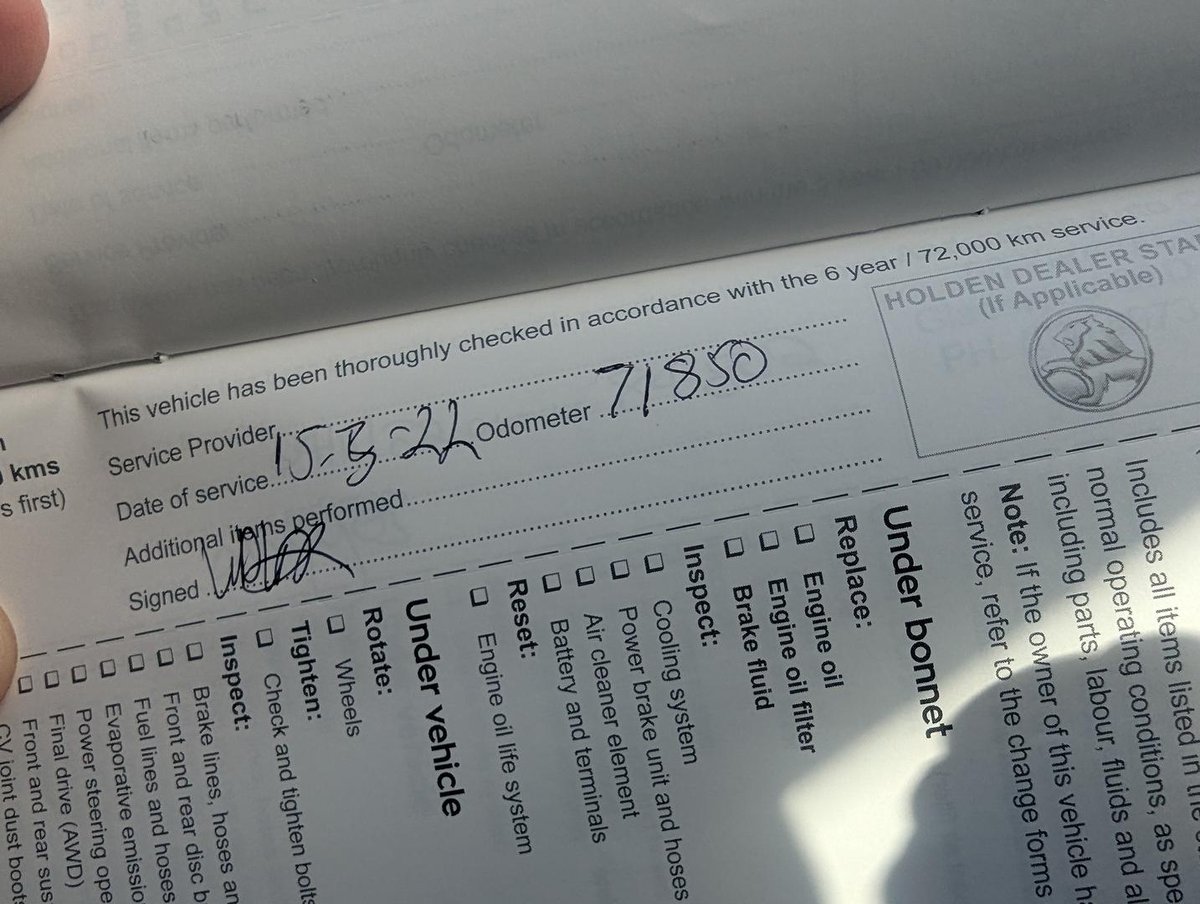 This vehicle has been thoroughly checked in accordance with the 6 year / 72,000 km service.
Service Provider
Date of service 15-3-22 Odometer 71850
Additional items performed
Signed
HOLDEN DEALER STA
(If Applicable)
kms
s first)
Includes all items listed in
normal operating conditions, as spe
including parts, labour, fluids and al
Note: If the owner of this vehicle h
service, refer to the change forms
Under bonnet
Replace:
Engine oil
Engine oil filter
Brake fluid
Inspect:
Cooling system
Power brake unit and hoses
Air cleaner element
Battery and terminals
Reset:
Engine oil life system
Under vehicle
Rotate:
Wheels
Tighten:
Check and tighten bolts
Inspect:
Brake lines, hoses an
Front and rear disc b
Fuel lines and hoses
Evaporative emissio
Power steering ope
Final drive (AWD)
Front and rear sus
CV joint dust boots